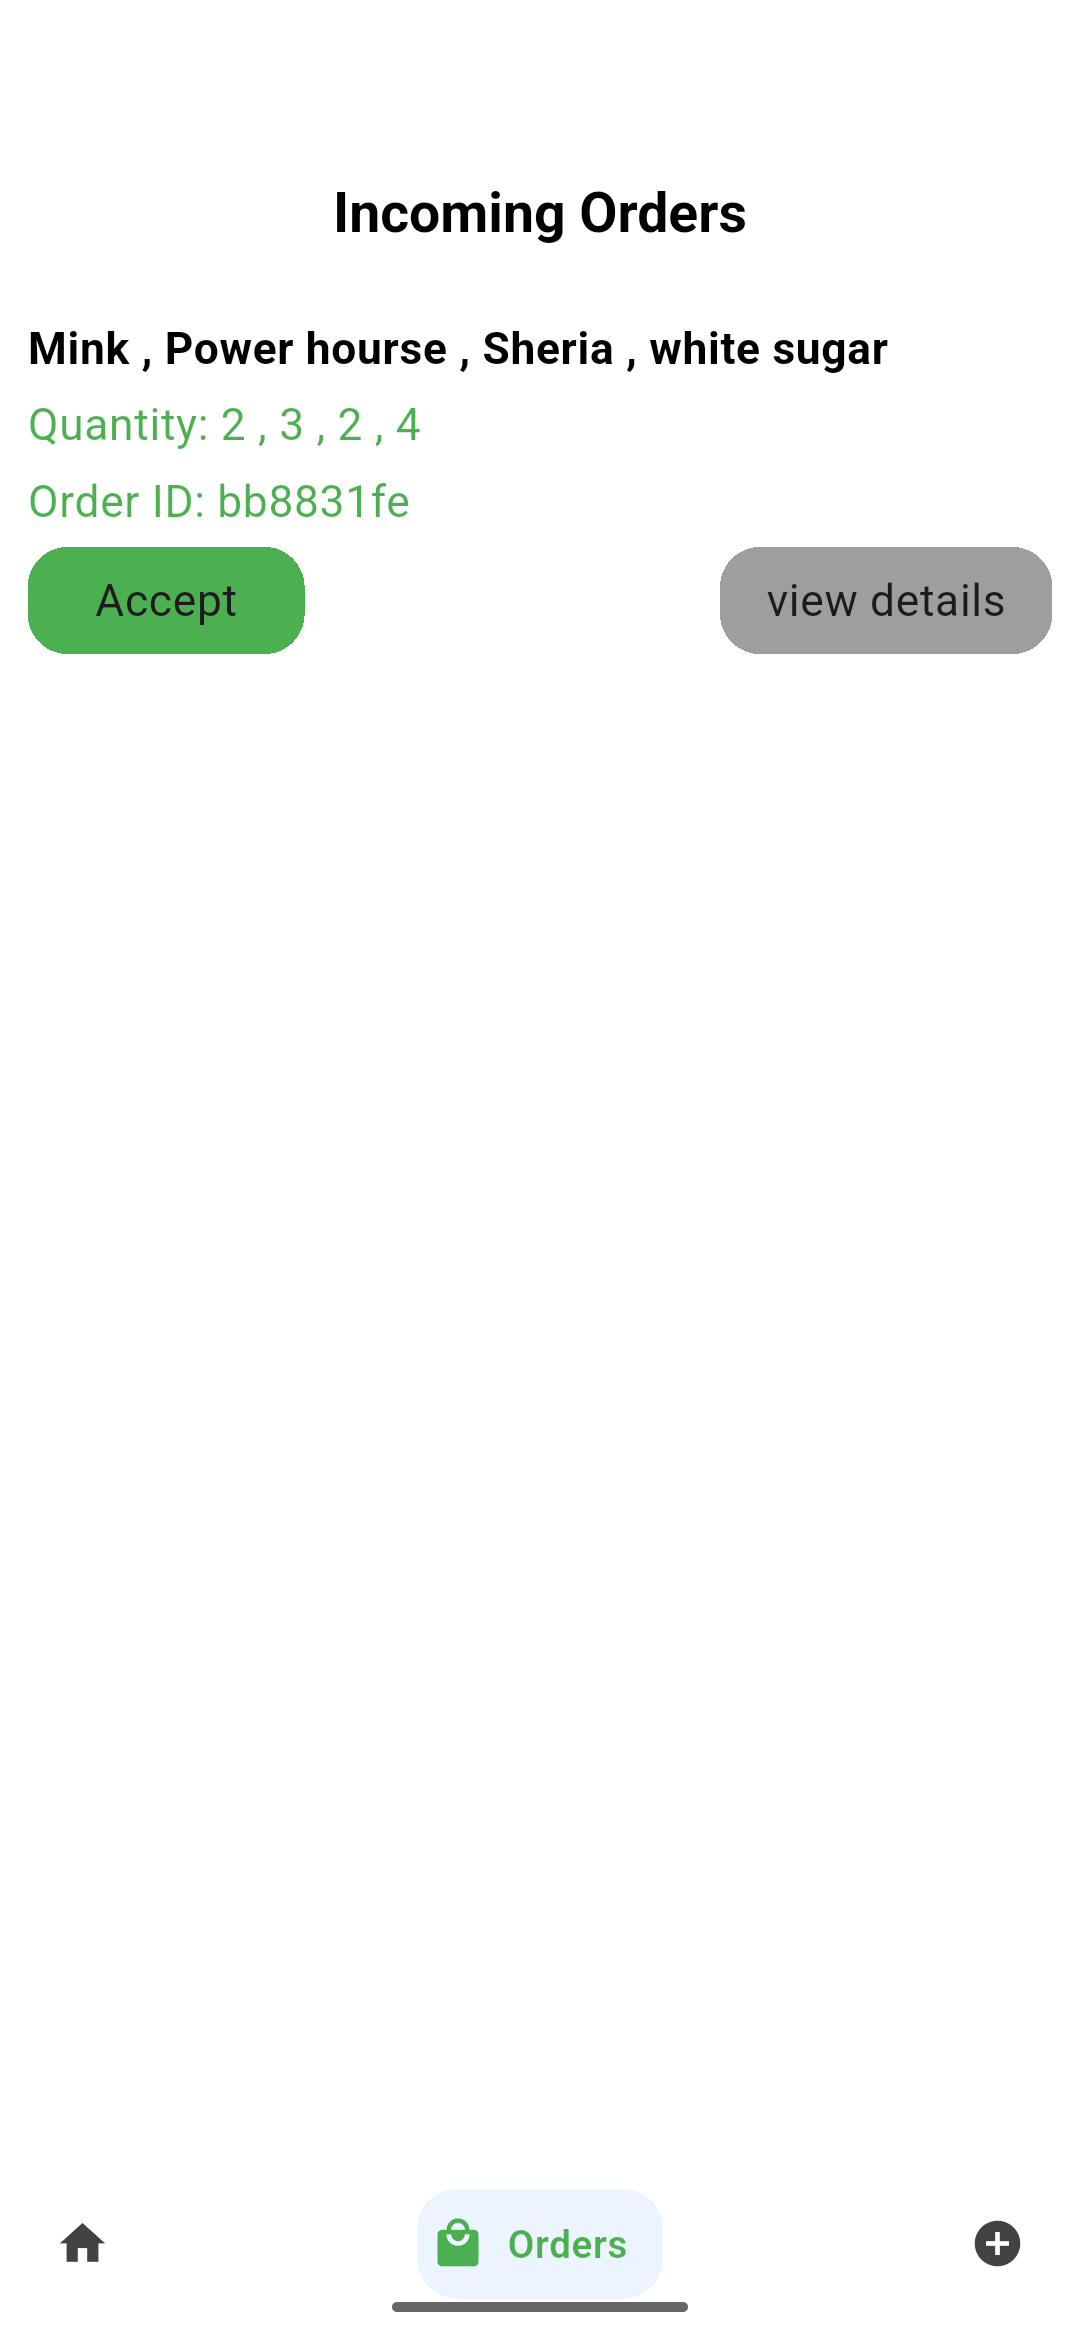 Incoming Orders
Mink , Power hourse , Sheria , white sugar
Quantity: 2 , 3 , 2 , 4
Order ID: bb8831fe
Accept
view details
Orders